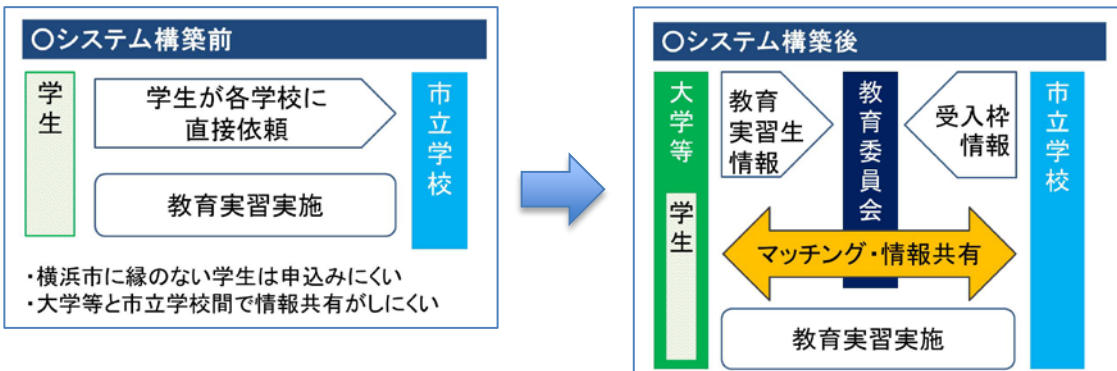 〇システム構築前
学生
学生が各学校に
直接依頼
市立学校
教育実習実施
・横浜市に縁のない学生は申込みにくい
・大学等と市立学校間で情報共有がしにくい
〇システム構築後
大学等
学生
教育
実習生
情報
教育委員会
受入枠
情報
市立学校
マッチング・情報共有
教育実習実施